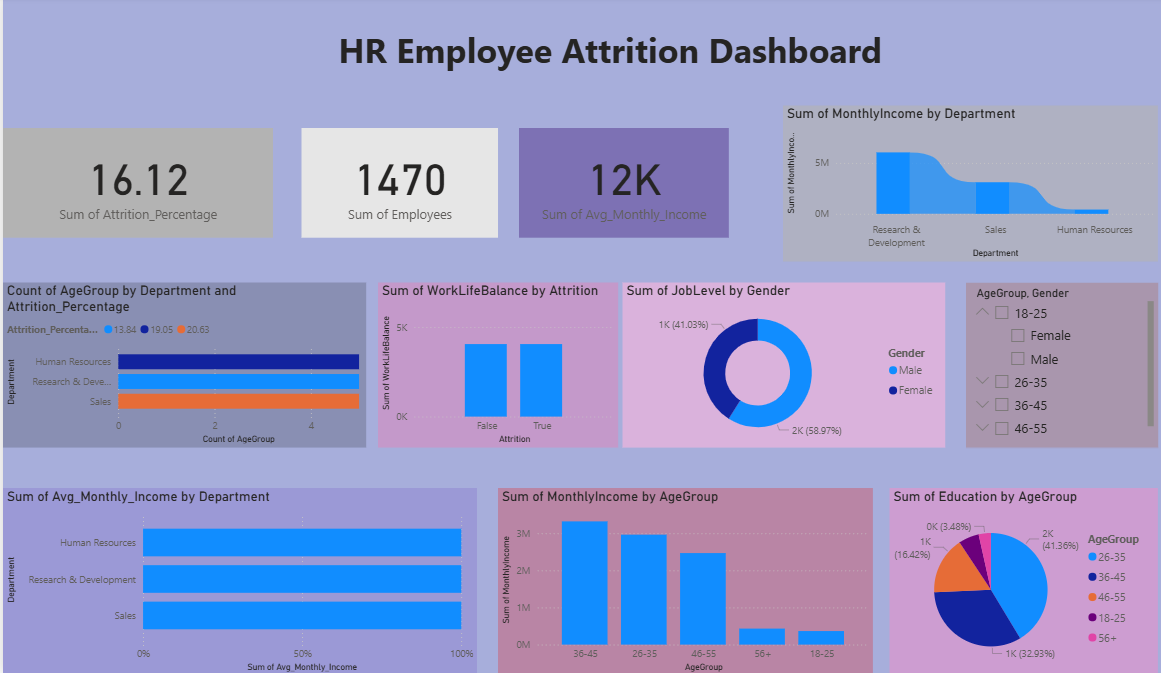 HR Employee Attrition Dashboard
16.12
Sum of Attrition_Percentage
1470
Sum of Employees
12K
Sum of Avg_Monthly_Income
Sum of MonthlyIncome by Department
Sum of MonthlyInco...
5M
0M
Research &
Development
Sales
Human Resources
Department
Count of AgeGroup by Department and
Attrition_Percentage
Attrition_Percenta... 13.84 19.05 20.63
Department
Human Resources
Research & Deve...
Sales
0 2 4
Count of AgeGroup
Sum of WorkLifeBalance by Attrition
Sum of WorkLifeBalance
5K
0K
False True
Attrition
Sum of JobLevel by Gender
1K (41.03%)
2K (58.97%)
Gender
Male
Female
AgeGroup, Gender
18-25
Female
Male
26-35
36-45
46-55
Sum of Avg_Monthly_Income by Department
Department
Human Resources
Research & Development
Sales
0% 50% 100%
Sum of Avg_Monthly_Income
Sum of MonthlyIncome by AgeGroup
Sum of MonthlyIncome
3M
2M
1M
0M
36-45 26-35 46-55 56+ 18-25
AgeGroup
Sum of Education by AgeGroup
0K (3.48%)
1K
(16.42%)
2K
(41.36%)
1K (32.93%)
AgeGroup
26-35
36-45
46-55
18-25
56+